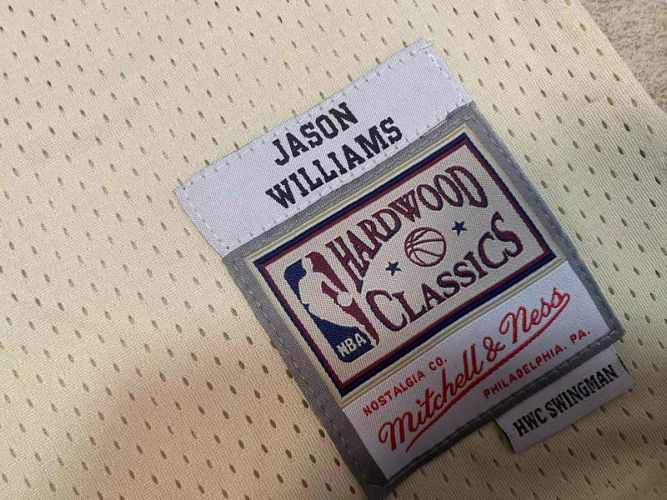 JASON
WILLIAMS
HARDWOOD
CLASSICS
NBA
NOSTALGIA CO.
Mitchell & Ness
PHILADELPHIA. PA.
HWC SWINGMAN